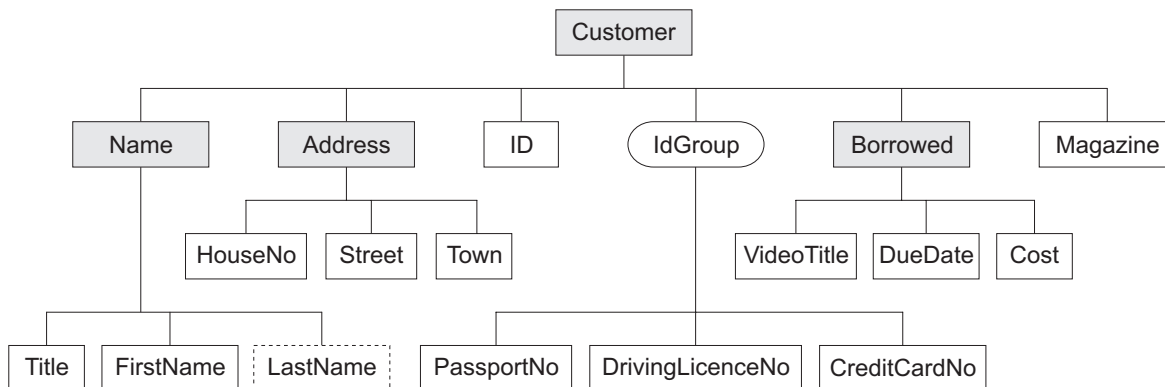 Customer
Name Address ID IdGroup Borrowed Magazine
HouseNo Street Town VideoTitle DueDate Cost
Title FirstName LastName PassportNo DrivingLicenceNo CreditCardNo